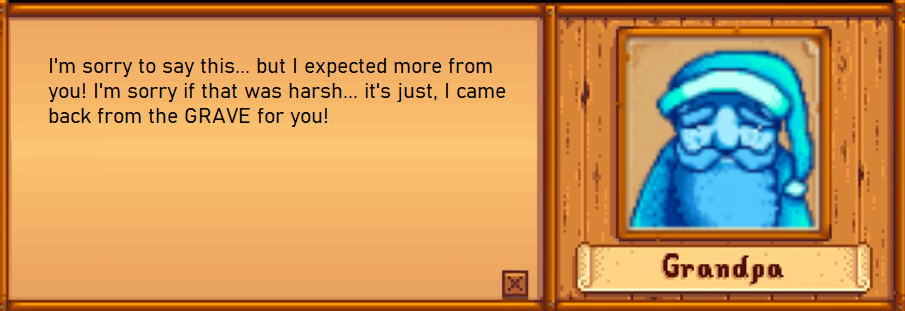 I'm sorry to say this... but I expected more from
you! I'm sorry if that was harsh... it's just, I came
back from the GRAVE for you!
Grandpa